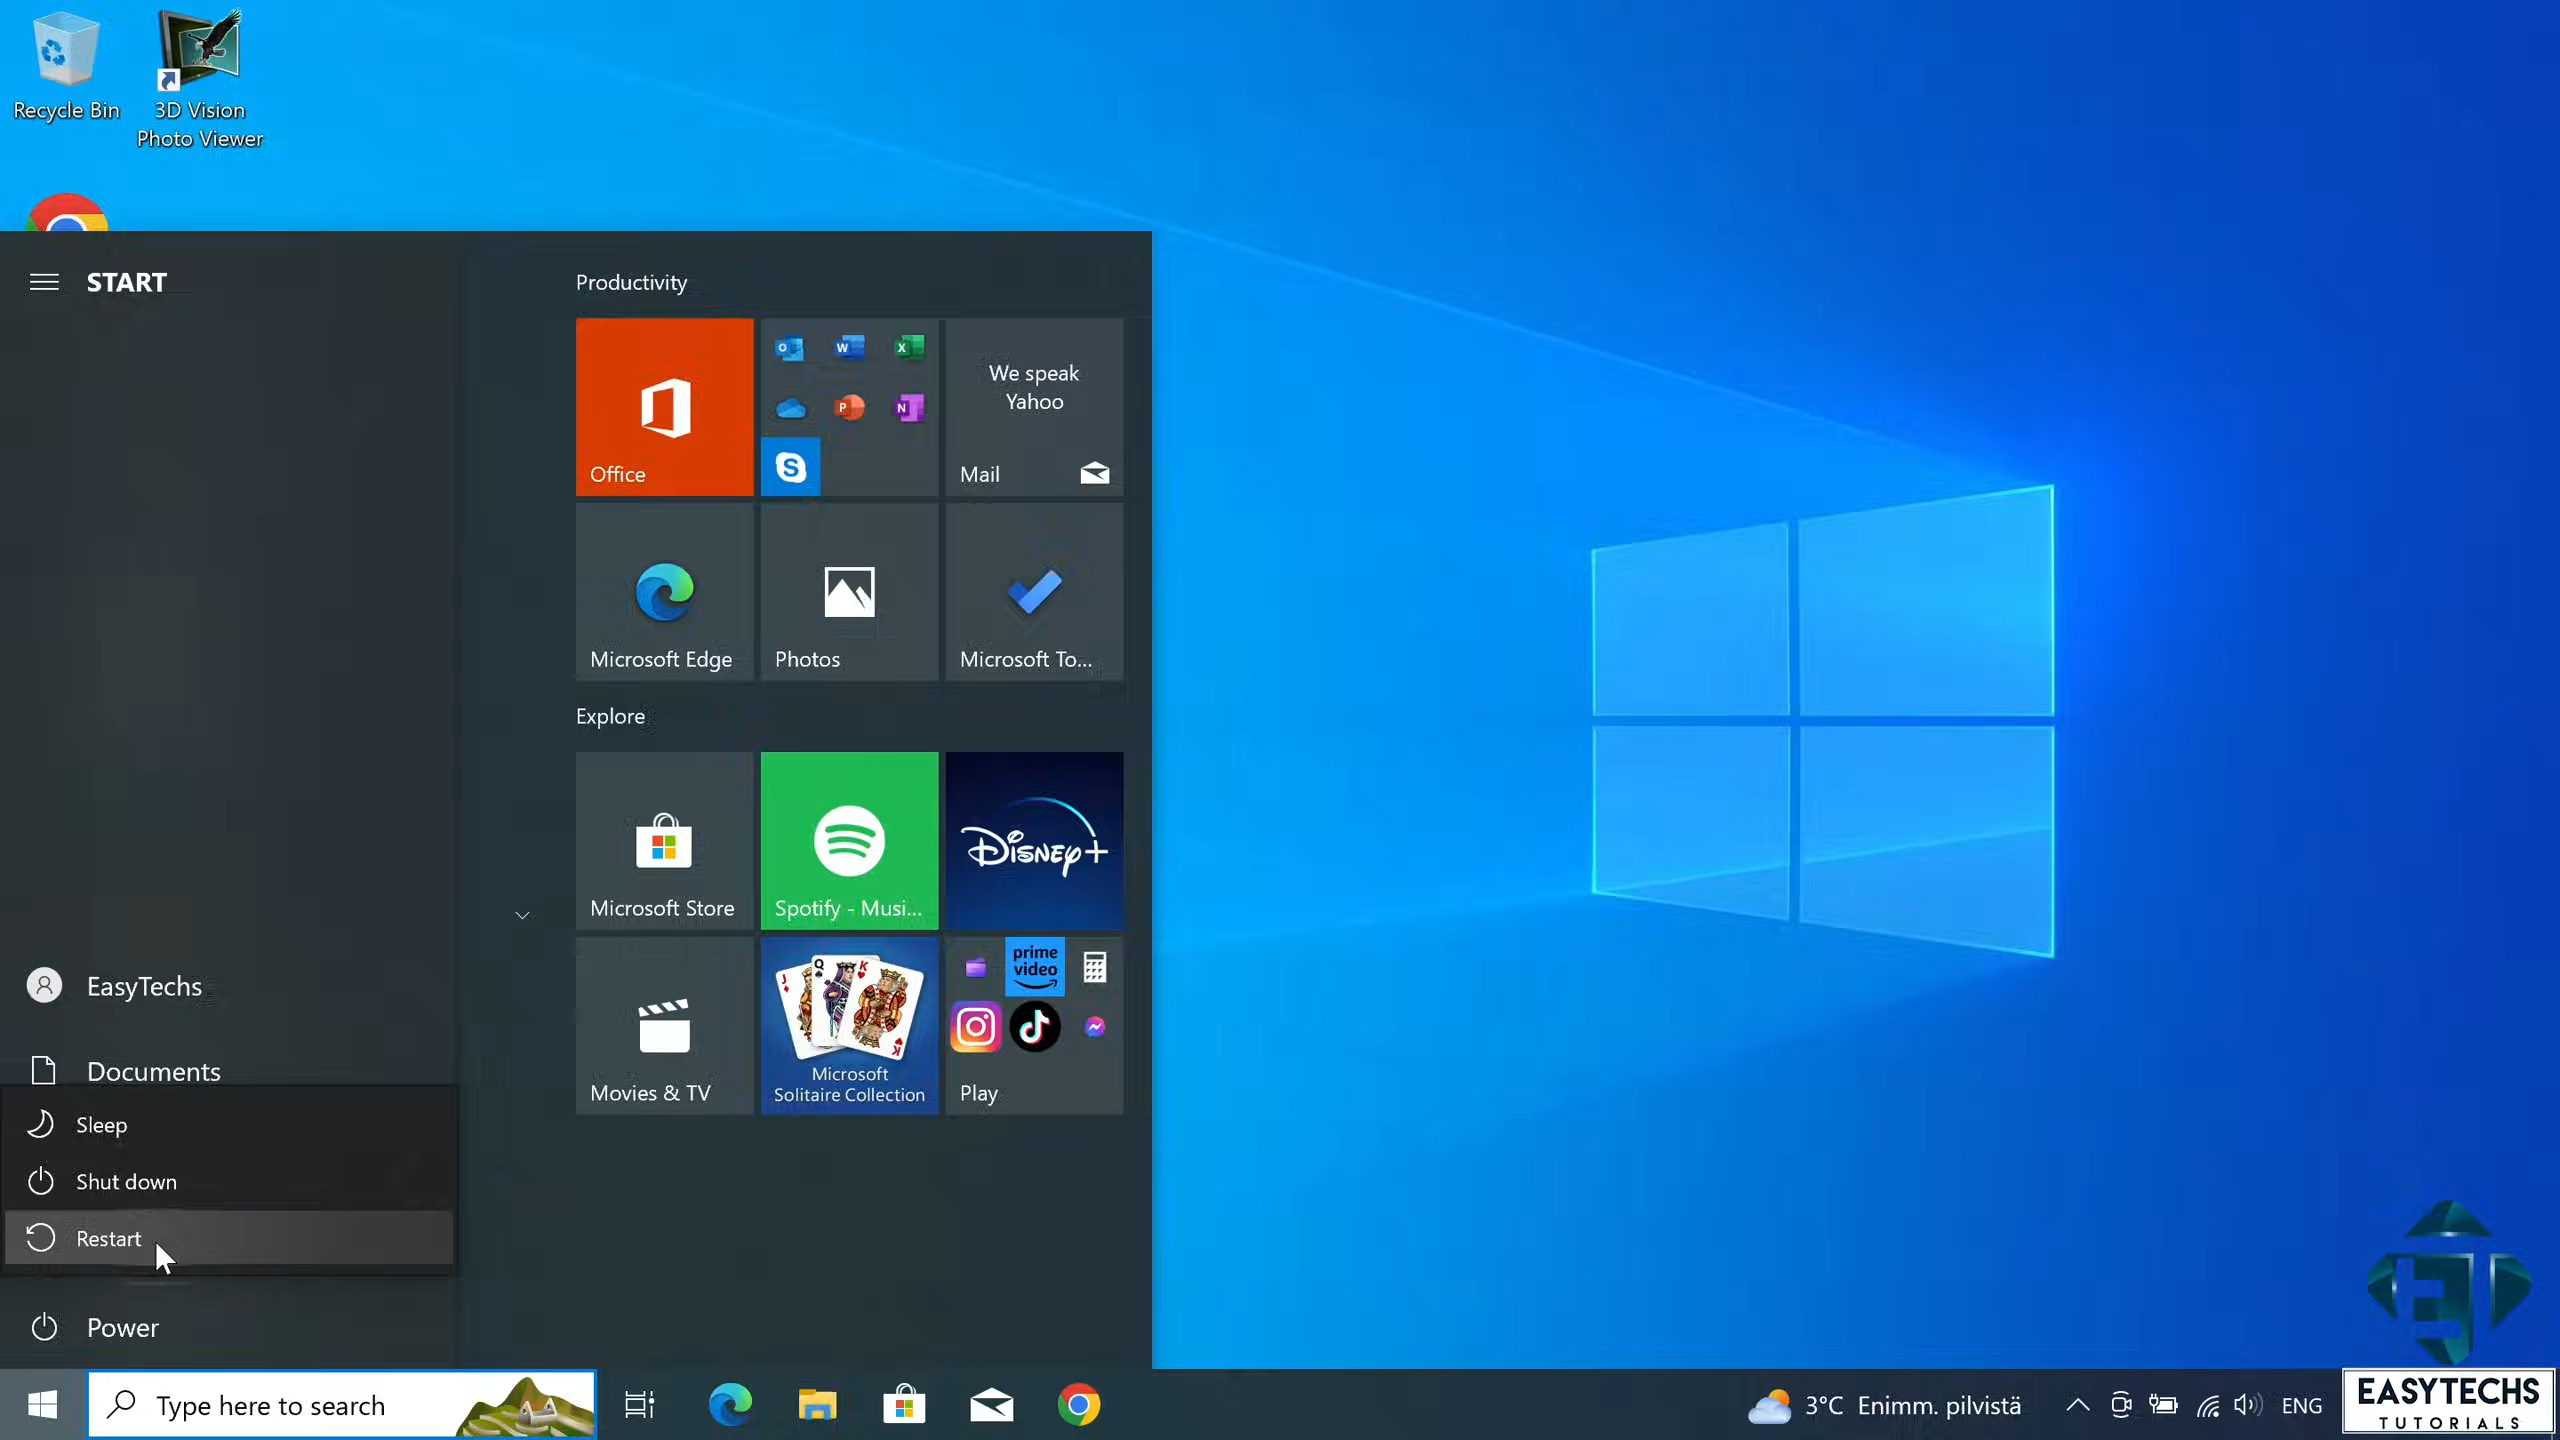 Recycle Bin
3D Vision
Photo Viewer
START
Productivity
Office
O
W
X
P
N
S
We speak
Yahoo
Mail
Microsoft Edge
Photos
Microsoft To...
Explore
Microsoft Store
Spotify - Musi...
Disney+
Movies & TV
J
Q
K
K
Microsoft
Solitaire Collection
prime
video
Play
EasyTechs
Documents
Sleep
Shut down
Restart
Power
Type here to search
3°C Enimm. pilvistä
ENG
EASYTECHS
TUTORIALS